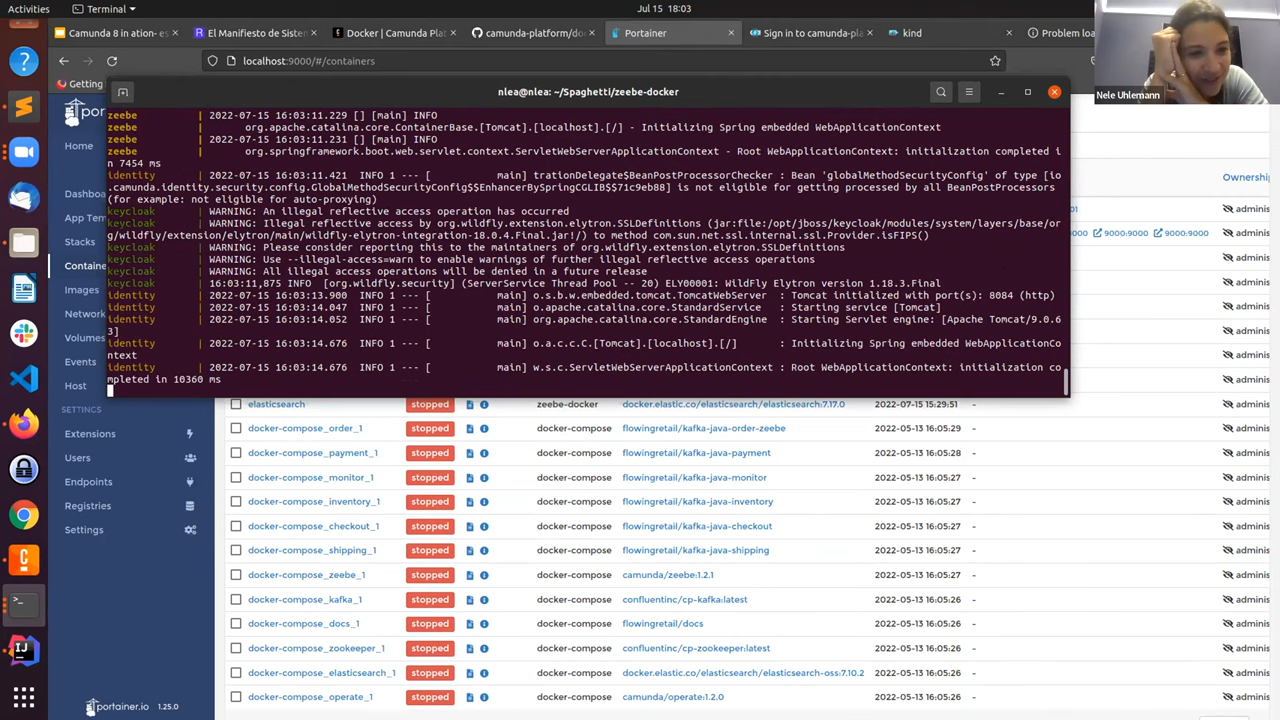 Activities
Terminal
Jul 15 18:03
Camunda 8 in ation- es
El Manifiesto de Sistem
Docker | Camunda Plat
camunda-platform/do
Portainer
Sign in to camunda-pl
kind
Problem load
localhost:9000/#/containers
Getting
Nele Uhlemann
nlea@nlea: ~/Spaghetti/zeebe-docker
zeebe | 2022-07-15 16:03:11.229 [] [main] INFO
zeebe | org.apache.catalina.core.ContainerBase.[Tomcat].[localhost].[/] - Initializing Spring embedded WebApplicationContext
zeebe | 2022-07-15 16:03:11.231 [] [main] INFO
zeebe | org.springframework.boot.web.servlet.context.ServletWebServerApplicationContext - Root WebApplicationContext: initialization completed i
n 7454 ms
identity | 2022-07-15 16:03:11.421 INFO 1 --- [ main] trationDelegate$BeanPostProcessorChecker : Bean 'globalMethodSecurityConfig' of type [io
.camunda.identity.security.config.GlobalMethodSecurityConfig$$EnhancerBySpringCGLIB$$71c9eb88] is not eligible for getting processed by all BeanPostProcessors
(for example: not eligible for auto-proxying)
keycloak | WARNING: An illegal reflective access operation has occurred
keycloak | WARNING: Illegal reflective access by org.wildfly.extension.elytron.SSLDefinitions (jar:file:/opt/jboss/keycloak/modules/system/layers/base/or
g/wildfly/extension/elytron/main/wildfly-elytron-integration-18.0.4.Final.jar!/) to method com.sun.net.ssl.internal.ssl.Provider.isFIPS()
keycloak | WARNING: Please consider reporting this to the maintainers of org.wildfly.extension.elytron.SSLDefinitions
keycloak | WARNING: Use --illegal-access=warn to enable warnings of further illegal reflective access operations
keycloak | WARNING: All illegal access operations will be denied in a future release
keycloak | 16:03:11,875 INFO [org.wildfly.security] (ServerService Thread Pool -- 20) ELY00001: WildFly Elytron version 1.18.3.Final
identity | 2022-07-15 16:03:13.900 INFO 1 --- [ main] o.s.b.w.embedded.tomcat.TomcatWebServer : Tomcat initialized with port(s): 8084 (http)
identity | 2022-07-15 16:03:14.047 INFO 1 --- [ main] o.apache.catalina.core.StandardService : Starting service [Tomcat]
identity | 2022-07-15 16:03:14.052 INFO 1 --- [ main] org.apache.catalina.core.StandardEngine : Starting Servlet engine: [Apache Tomcat/9.0.6
3]
identity | 2022-07-15 16:03:14.676 INFO 1 --- [ main] o.a.c.c.C.[Tomcat].[localhost].[/] : Initializing Spring embedded WebApplicationCo
ntext
identity | 2022-07-15 16:03:14.676 INFO 1 --- [ main] w.s.c.ServletWebServerApplicationContext : Root WebApplicationContext: initialization co
mpleted in 10360 ms
por
Home
Dashboa
App Tem
Stacks
Containe
Images
Network
Volumes
Events
Host
SETTINGS
Extensions
Users
Endpoints
Registries
Settings
portainer.io 1.25.0
Ownership
01 adminis
0000 9000:9000 9000:9000 adminis
elasticsearch stopped zeebe-docker docker.elastic.co/elasticsearch/elasticsearch:7.17.0 2022-07-15 15:29:51 - adminis
docker-compose_order_1 stopped docker-compose flowingretail/kafka-java-order-zeebe 2022-05-13 16:05:29 - adminis
docker-compose_payment_1 stopped docker-compose flowingretail/kafka-java-payment 2022-05-13 16:05:28 - adminis
docker-compose_monitor_1 stopped docker-compose flowingretail/kafka-java-monitor 2022-05-13 16:05:27 - adminis
docker-compose_inventory_1 stopped docker-compose flowingretail/kafka-java-inventory 2022-05-13 16:05:27 - adminis
docker-compose_checkout_1 stopped docker-compose flowingretail/kafka-java-checkout 2022-05-13 16:05:27 - adminis
docker-compose_shipping_1 stopped docker-compose flowingretail/kafka-java-shipping 2022-05-13 16:05:27 - adminis
docker-compose_zeebe_1 stopped docker-compose camunda/zeebe:1.2.1 2022-05-13 16:05:27 - adminis
docker-compose_kafka_1 stopped docker-compose confluentinc/cp-kafka:latest 2022-05-13 16:05:26 - adminis
docker-compose_docs_1 stopped docker-compose flowingretail/docs 2022-05-13 16:05:26 - adminis
docker-compose_zookeeper_1 stopped docker-compose confluentinc/cp-zookeeper:latest 2022-05-13 16:05:26 - adminis
docker-compose_elasticsearch_1 stopped docker-compose docker.elastic.co/elasticsearch/elasticsearch-oss:7.10.2 2022-05-13 16:05:26 - adminis
docker-compose_operate_1 stopped docker-compose camunda/operate:1.2.0 2022-05-13 16:05:26 - adminis